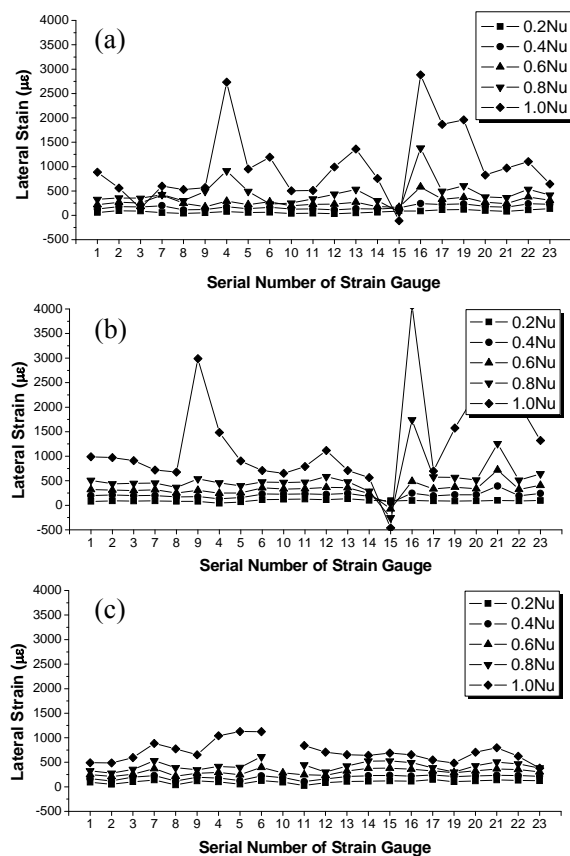 (a)
4000
3500
3000
2500
2000
1500
1000
500
0
-500
Lateral Stain (με)
0.2Nu
0.4Nu
0.6Nu
0.8Nu
1.0Nu
1 2 3 7 8 9 4 5 6 10 11 12 13 14 15 16 17 19 20 21 22 23
Serial Number of Strain Gauge
(b)
4000
3500
3000
2500
2000
1500
1000
500
0
-500
Lateral Strain (με)
0.2Nu
0.4Nu
0.6Nu
0.8Nu
1.0Nu
1 2 3 7 8 9 4 5 6 10 11 12 13 14 15 16 17 19 20 21 22 23
Serial Number of Strain Gauge
(c)
4000
3500
3000
2500
2000
1500
1000
500
0
-500
Lateral Strain (με)
0.2Nu
0.4Nu
0.6Nu
0.8Nu
1.0Nu
1 2 3 7 8 9 4 5 6 10 11 12 13 14 15 16 17 19 20 21 22 23
Serial Number of Strain Gauge